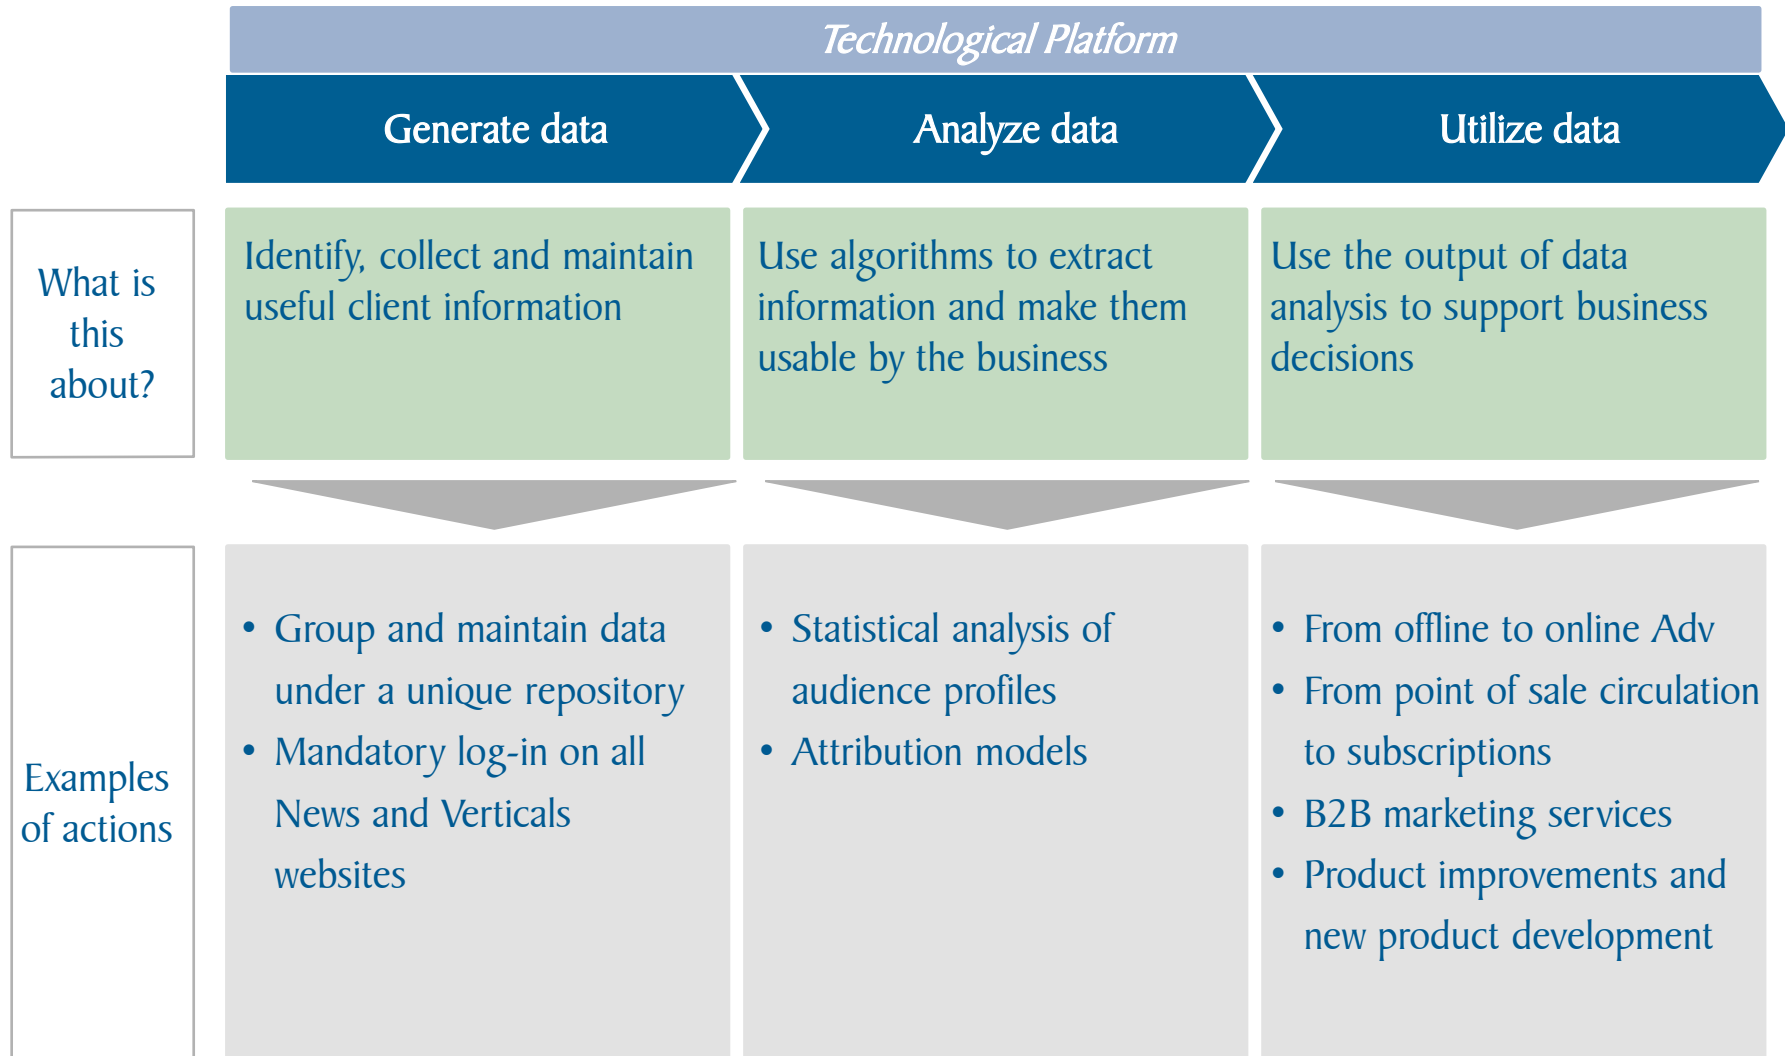 Technological Platform
Generate data
Analyze data
Utilize data
What is
this
about?
Identify, collect and maintain
useful client information
Use algorithms to extract
information and make them
usable by the business
Use the output of data
analysis to support business
decisions
Examples
of actions
• Group and maintain data
under a unique repository
• Mandatory log-in on all
News and Verticals
websites
• Statistical analysis of
audience profiles
• Attribution models
• From offline to online Adv
• From point of sale circulation
to subscriptions
• B2B marketing services
• Product improvements and
new product development